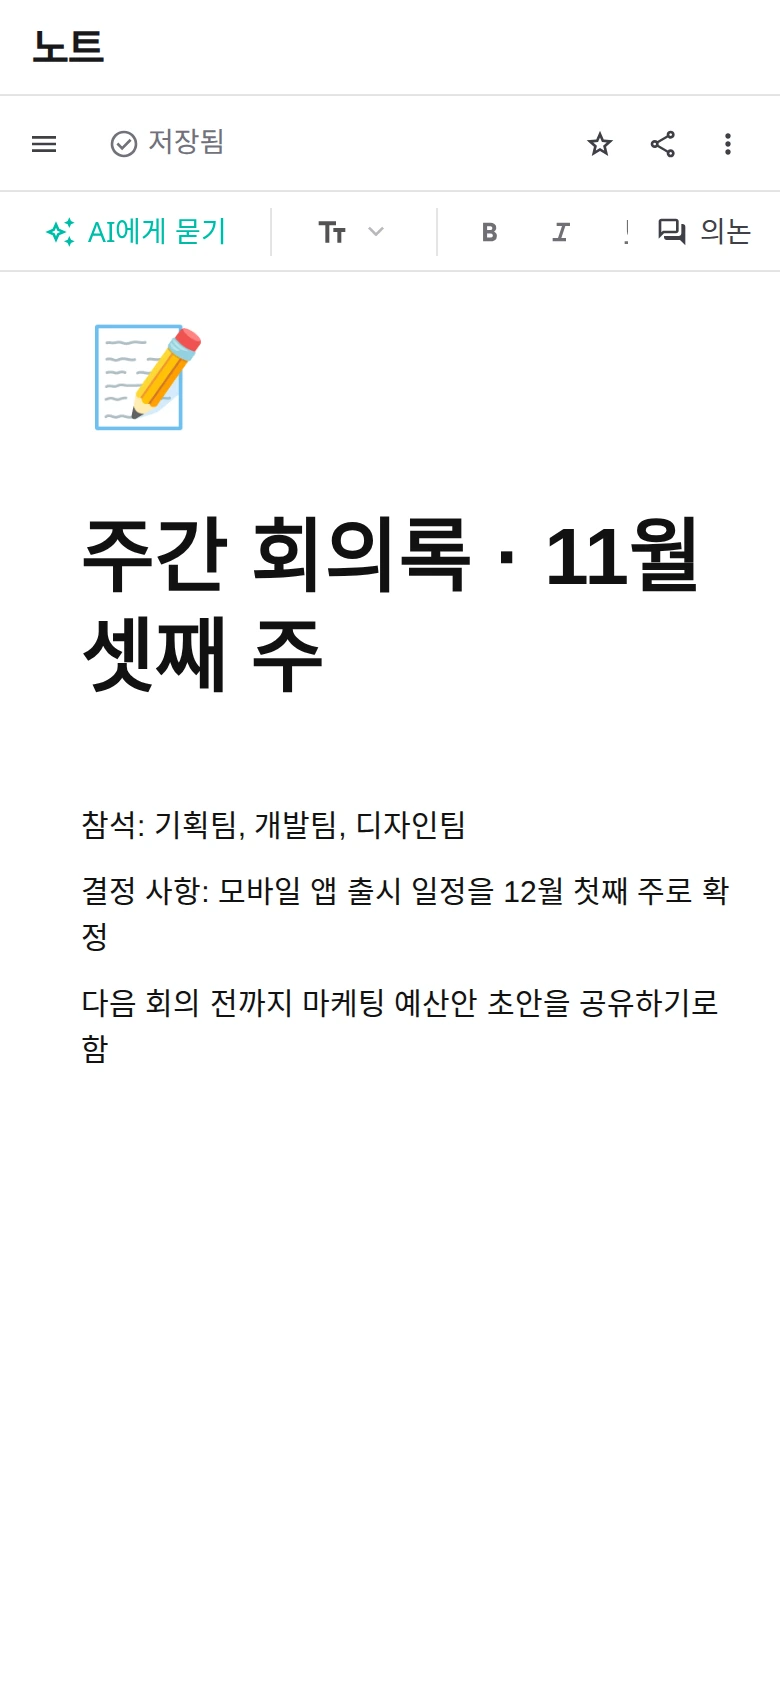 노트
저장됨
AI에게 묻기
B
I
의논
주간 회의록 · 11월
셋째 주
참석: 기획팀, 개발팀, 디자인팀
결정 사항: 모바일 앱 출시 일정을 12월 첫째 주로 확
정
다음 회의 전까지 마케팅 예산안 초안을 공유하기로
함